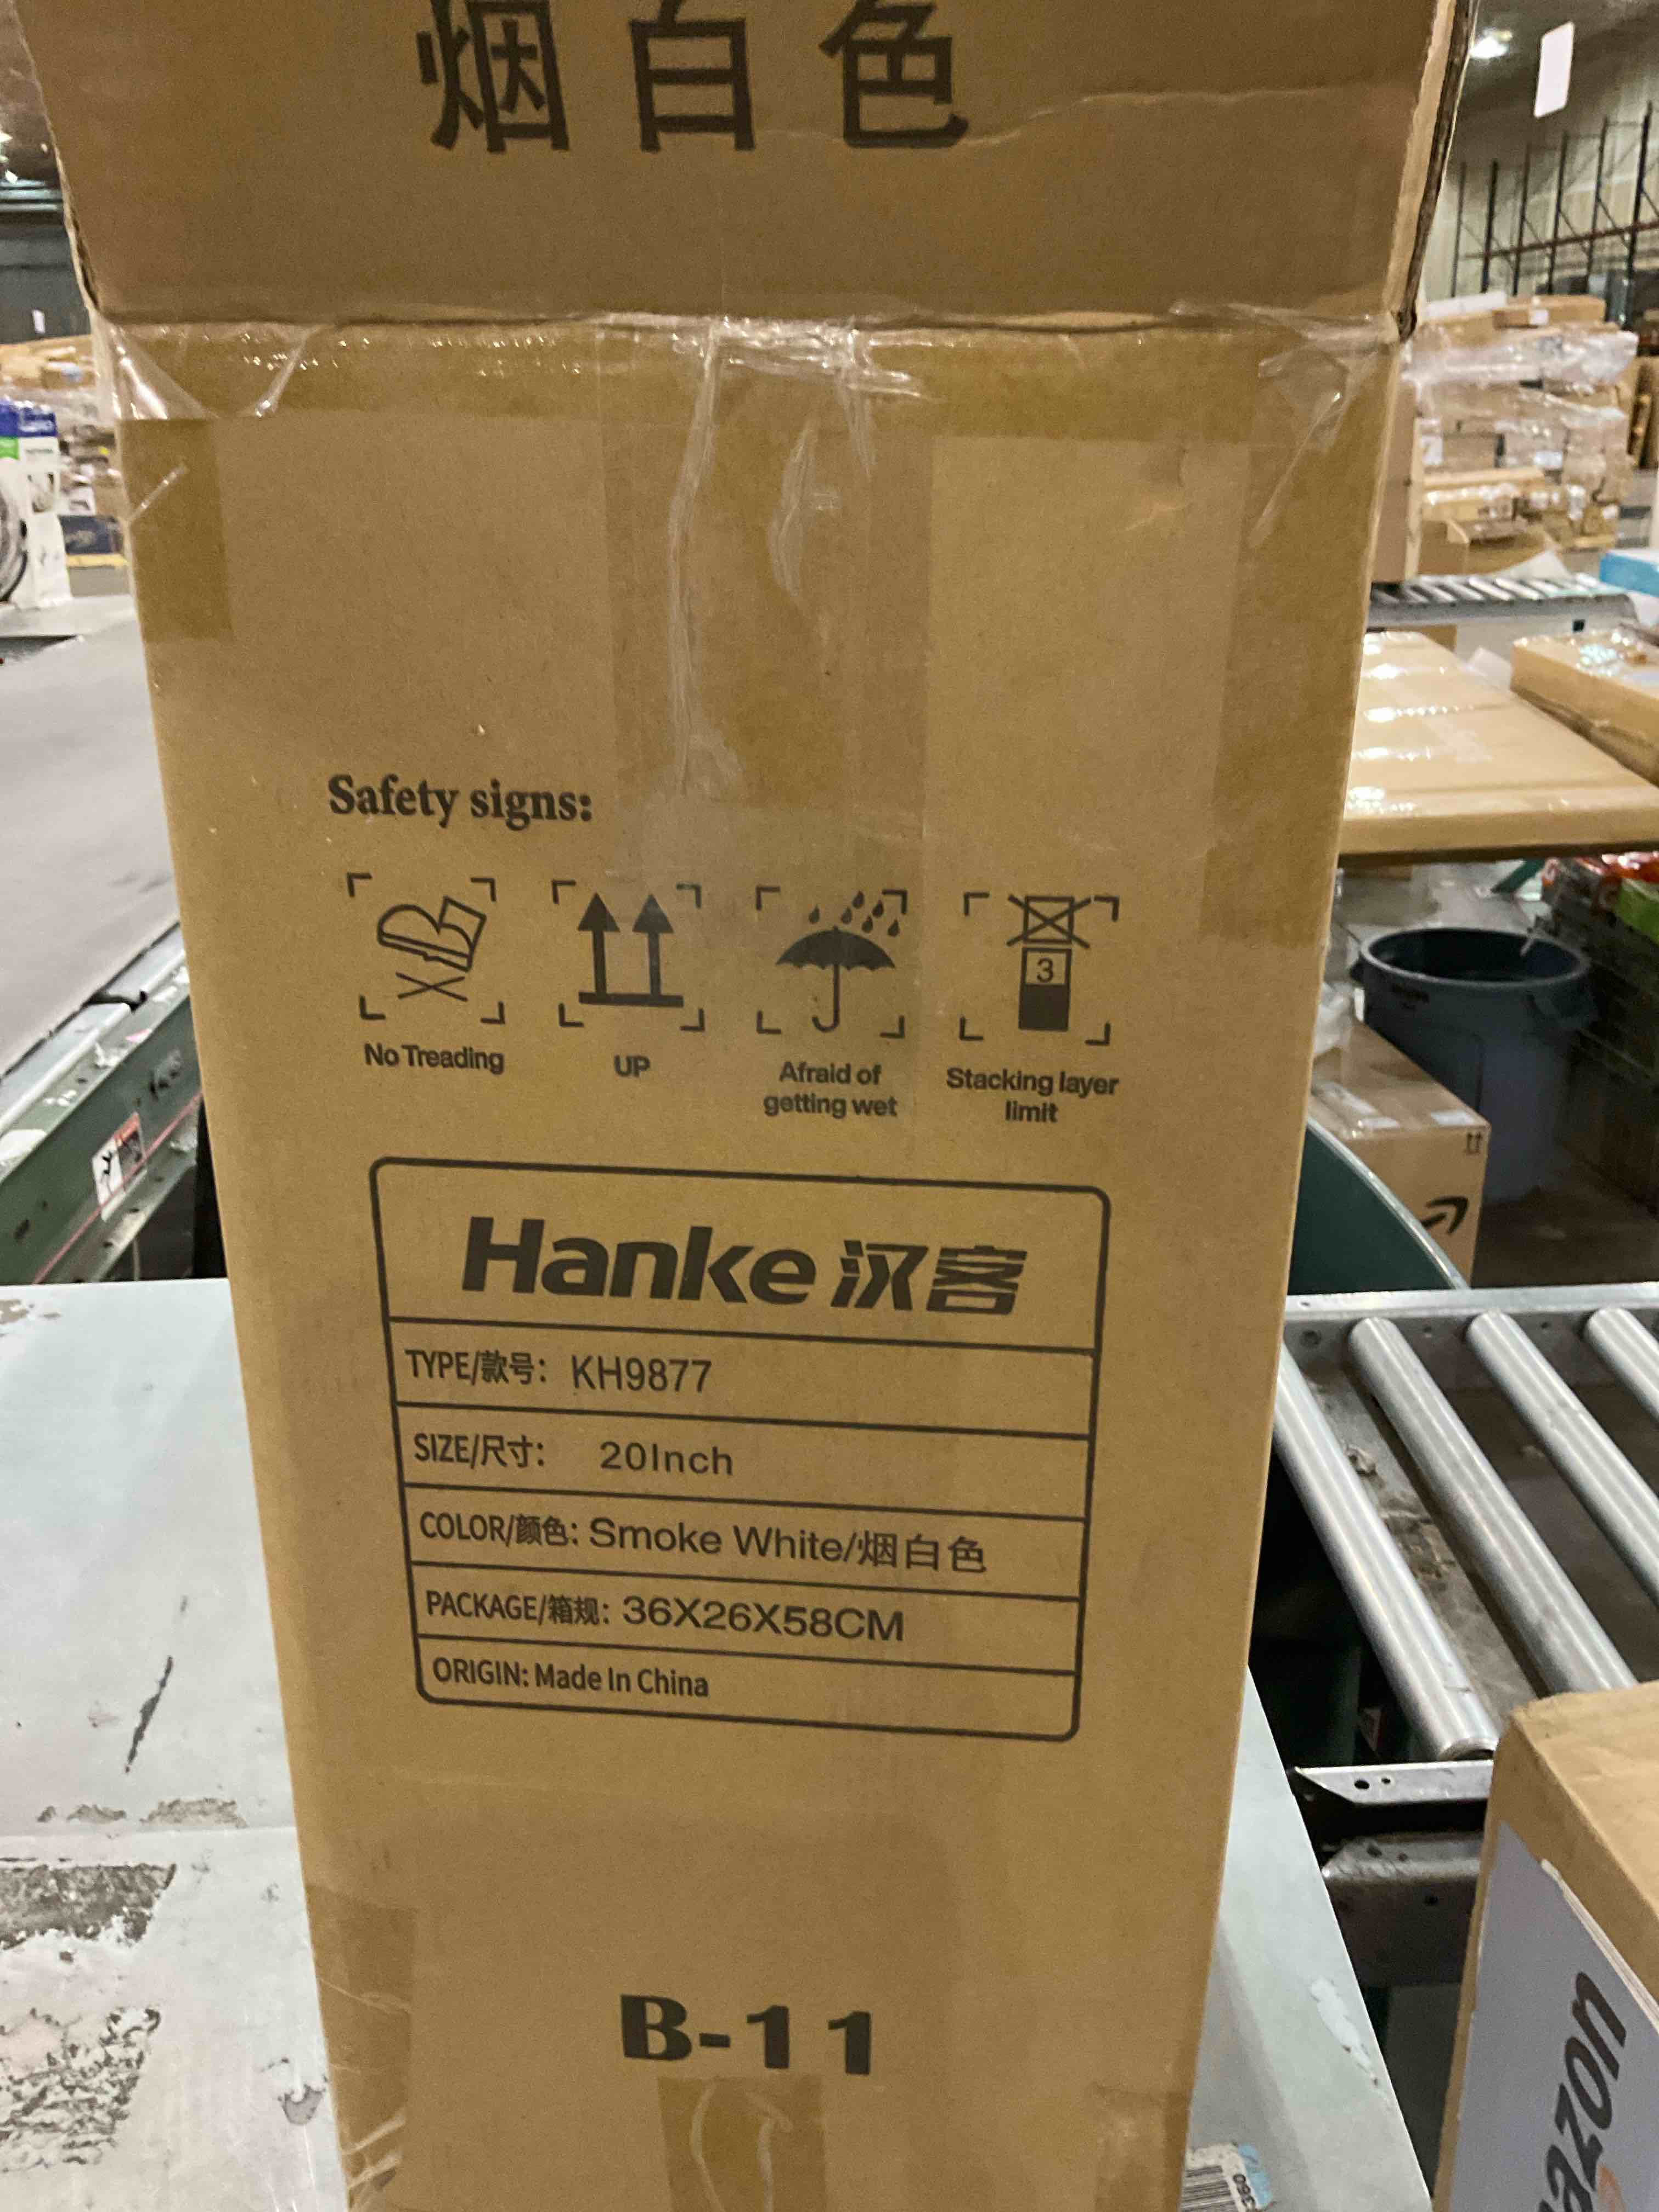 烟白色
Safety signs:
3
No Treading
UP
Afraid of
getting wet
Stacking layer
limit
Hanke 汉客
TYPE/款号: KH9877
SIZE/尺寸: 20Inch
COLOR/颜色: Smoke White/烟白色
PACKAGE/箱规: 36X26X58CM
ORIGIN: Made In China
B-11
azon
360